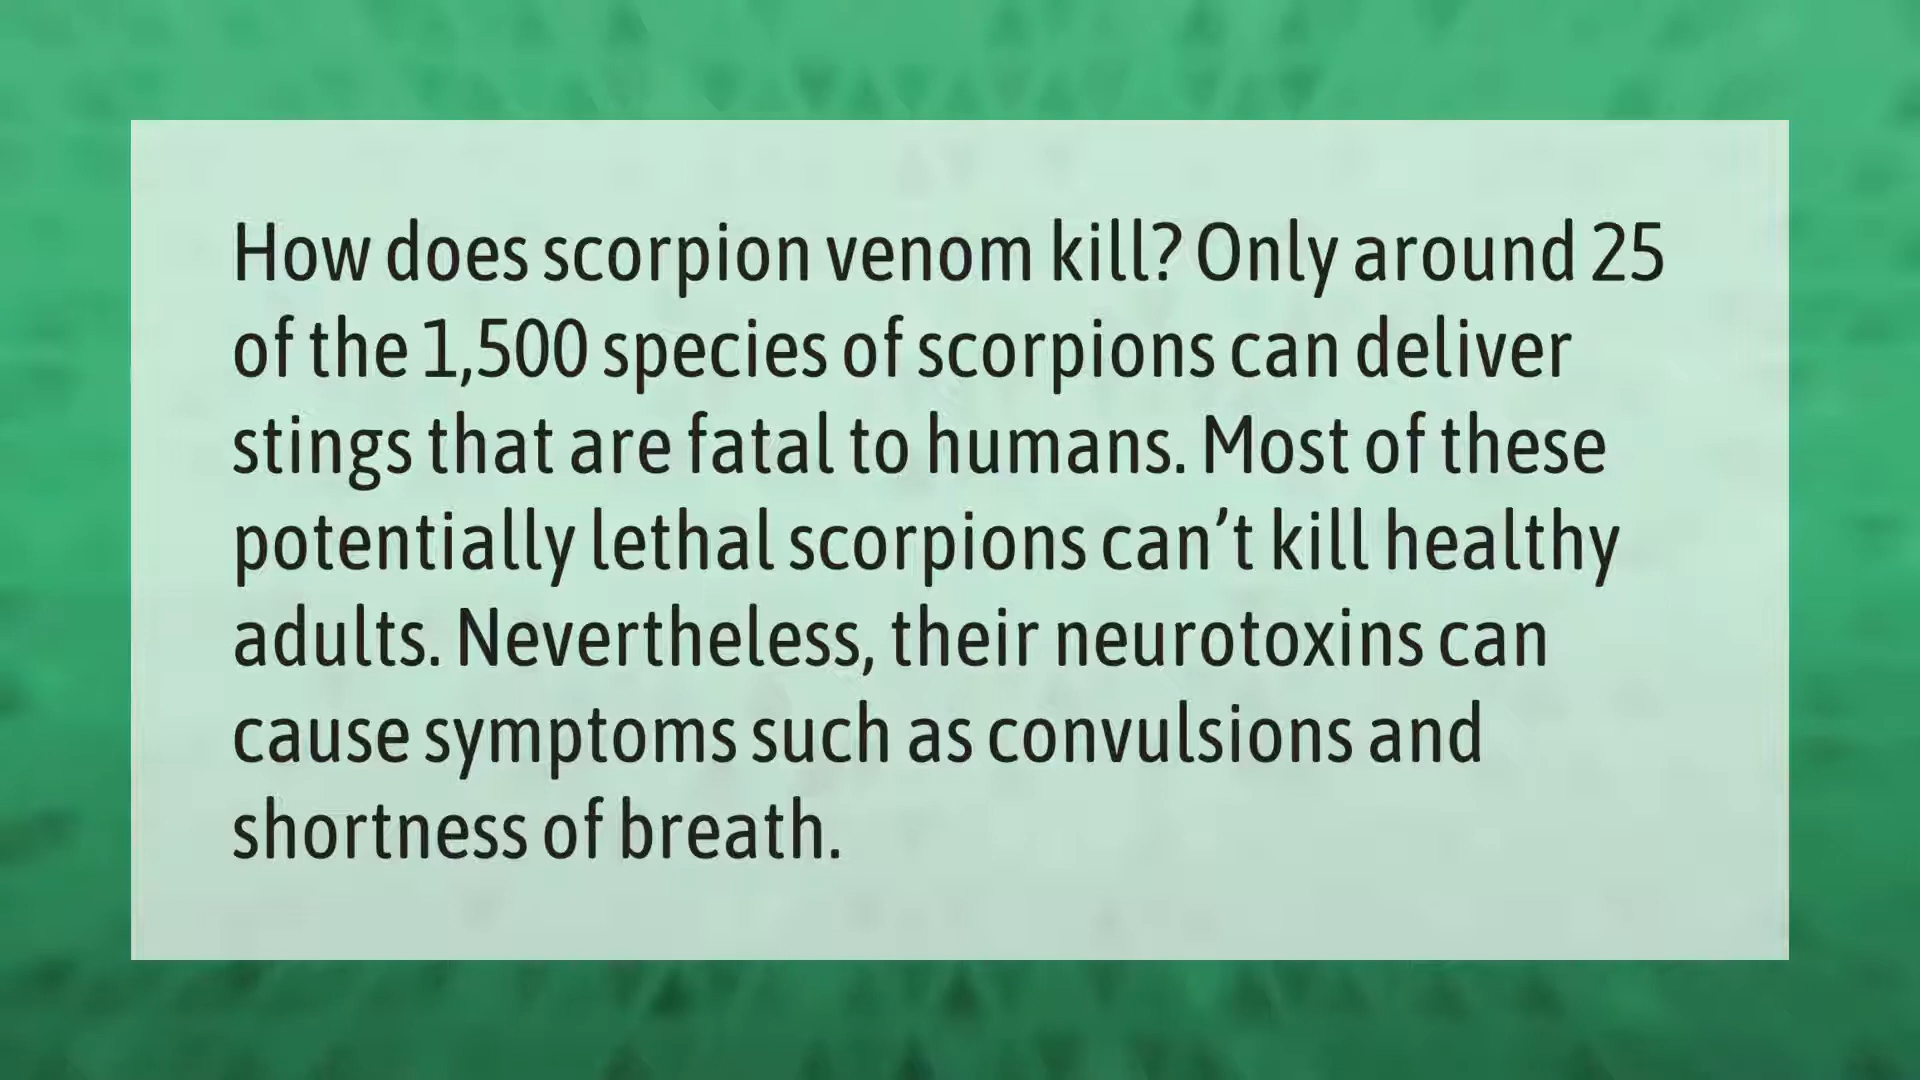 How does scorpion venom kill? Only around 25
of the 1,500 species of scorpions can deliver
stings that are fatal to humans. Most of these
potentially lethal scorpions can’t kill healthy
adults. Nevertheless, their neurotoxins can
cause symptoms such as convulsions and
shortness of breath.